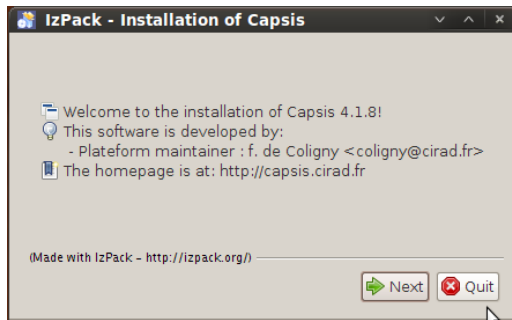 IzPack - Installation of Capsis
Welcome to the installation of Capsis 4.1.8!
This software is developed by:
- Plateform maintainer : f. de Coligny <coligny@cirad.fr>
The homepage is at: http://capsis.cirad.fr
(Made with IzPack - http://izpack.org/)
Next Quit